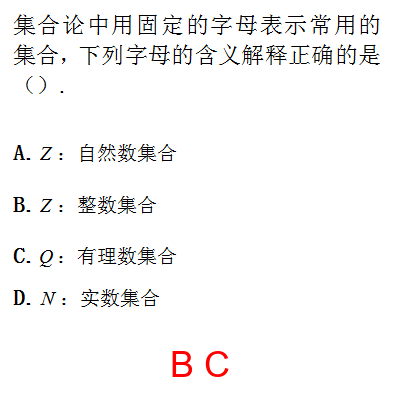 集合论中用固定的字母表示常用的
集合，下列字母的含义解释正确的是
（）.
A. Z：自然数集合
B. Z：整数集合
C. Q：有理数集合
D. N：实数集合
B C